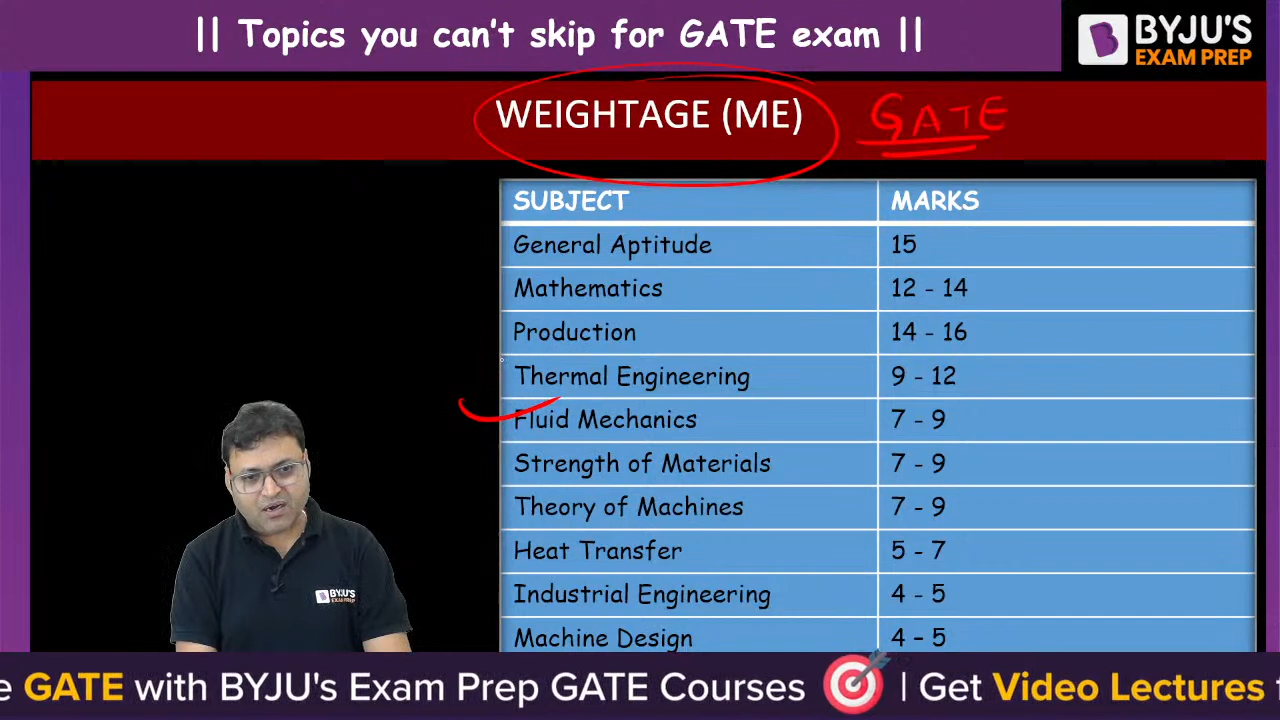 || Topics you can't skip for GATE exam ||
BYJU'S
EXAM PREP
WEIGHTAGE (ME)
GATE
SUBJECT MARKS
General Aptitude 15
Mathematics 12 - 14
Production 14 - 16
Thermal Engineering 9 - 12
Fluid Mechanics 7 - 9
Strength of Materials 7 - 9
Theory of Machines 7 - 9
Heat Transfer 5 - 7
Industrial Engineering 4 - 5
Machine Design 4 – 5
BYJU'S
EXAM PREP
e GATE with BYJU's Exam Prep GATE Courses | Get Video Lectures